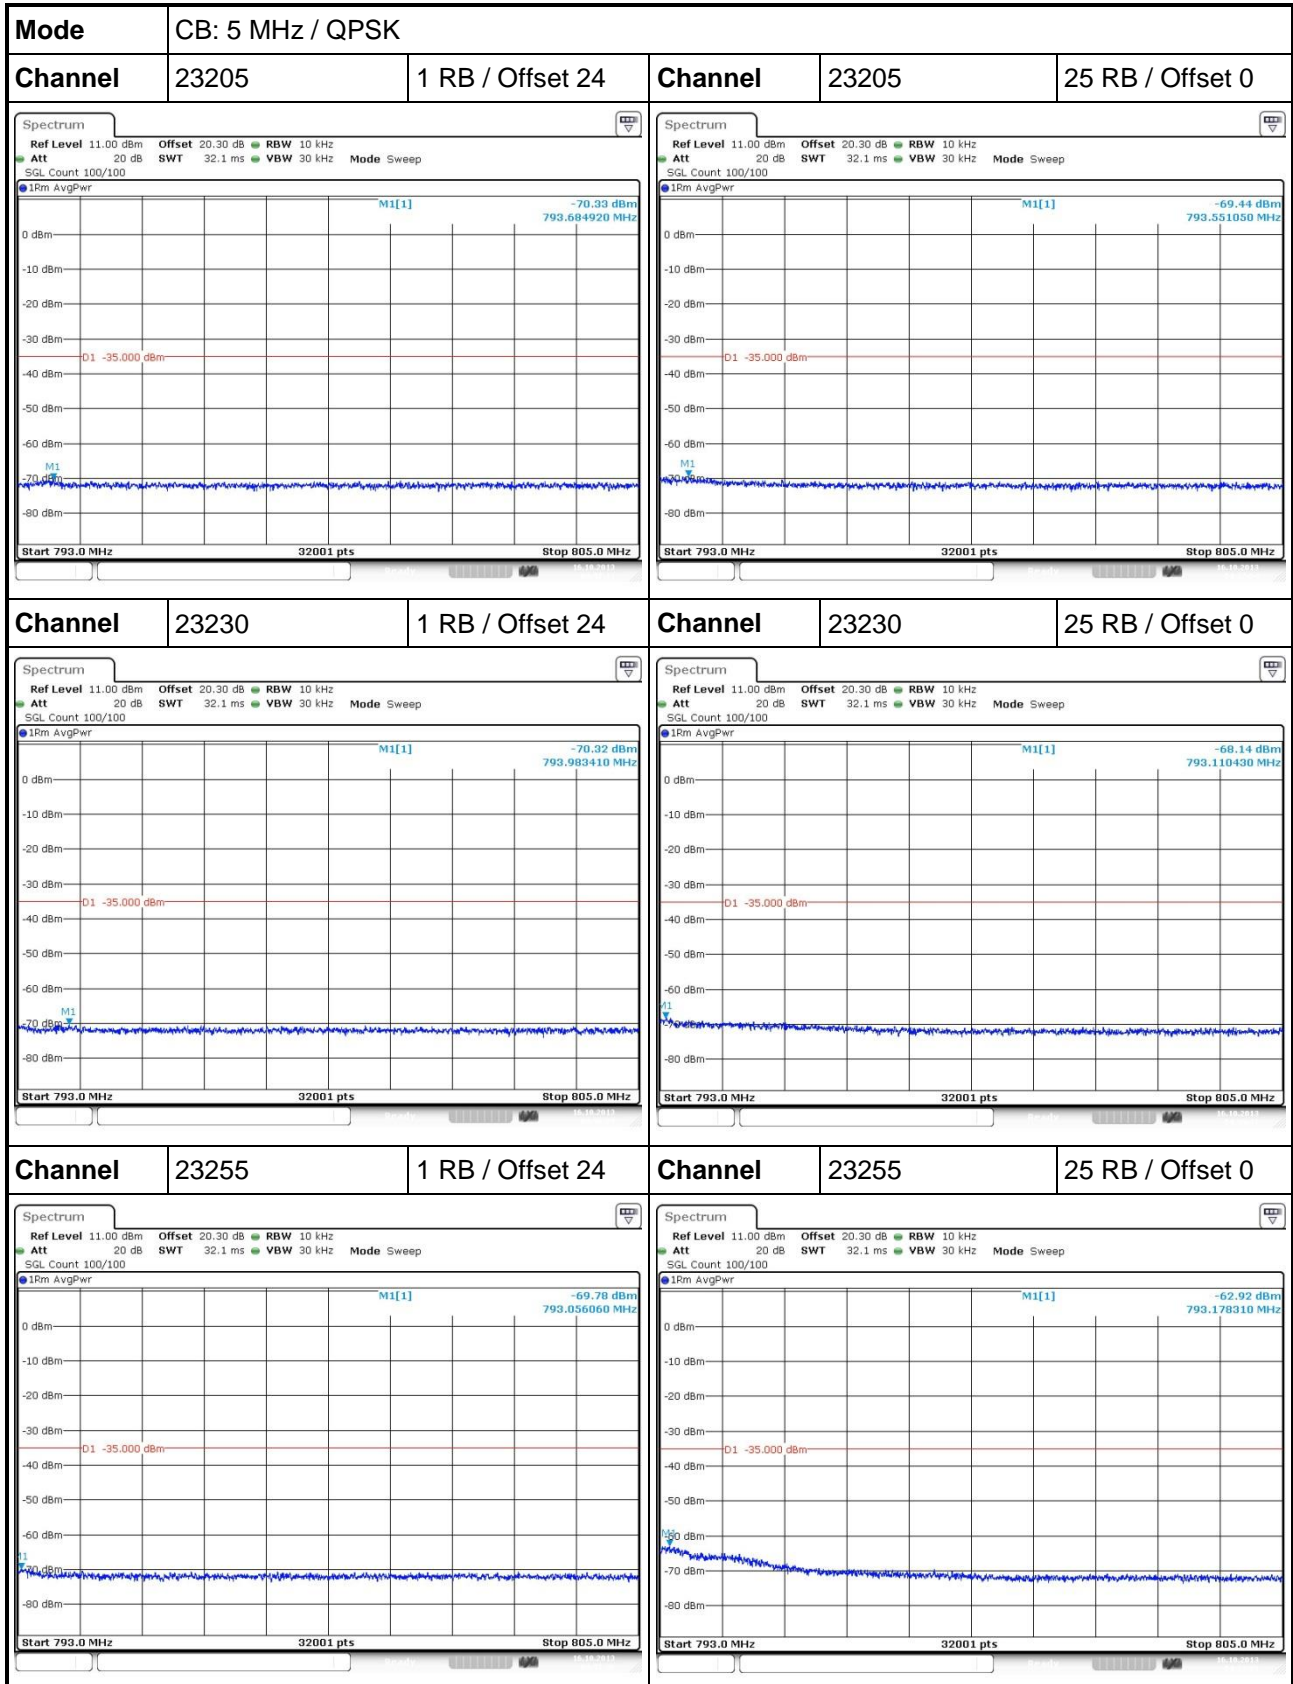 Mode CB: 5 MHz / QPSK
Channel 23205 1 RB / Offset 24 Channel 23205 25 RB / Offset 0
Spectrum
Ref Level 11.00 dBm Offset 20.30 dB RBW 10 kHz
Att 20 dB SWT 32.1 ms VBW 30 kHz Mode Sweep
SGL Count 100/100
1Rm AvgPwr
M1[1] -70.33 dBm
793.684920 MHz
0 dBm
-10 dBm
-20 dBm
-30 dBm
D1 -35.000 dBm
-40 dBm
-50 dBm
-60 dBm
M1
-70 dBm
-80 dBm
Start 793.0 MHz 32001 pts Stop 805.0 MHz
Spectrum
Ref Level 11.00 dBm Offset 20.30 dB RBW 10 kHz
Att 20 dB SWT 32.1 ms VBW 30 kHz Mode Sweep
SGL Count 100/100
1Rm AvgPwr
M1[1] -69.44 dBm
793.551050 MHz
0 dBm
-10 dBm
-20 dBm
-30 dBm
D1 -35.000 dBm
-40 dBm
-50 dBm
-60 dBm
M1
-70 dBm
-80 dBm
Start 793.0 MHz 32001 pts Stop 805.0 MHz
Channel 23230 1 RB / Offset 24 Channel 23230 25 RB / Offset 0
Spectrum
Ref Level 11.00 dBm Offset 20.30 dB RBW 10 kHz
Att 20 dB SWT 32.1 ms VBW 30 kHz Mode Sweep
SGL Count 100/100
1Rm AvgPwr
M1[1] -70.32 dBm
793.983410 MHz
0 dBm
-10 dBm
-20 dBm
-30 dBm
D1 -35.000 dBm
-40 dBm
-50 dBm
-60 dBm
M1
-70 dBm
-80 dBm
Start 793.0 MHz 32001 pts Stop 805.0 MHz
Spectrum
Ref Level 11.00 dBm Offset 20.30 dB RBW 10 kHz
Att 20 dB SWT 32.1 ms VBW 30 kHz Mode Sweep
SGL Count 100/100
1Rm AvgPwr
M1[1] -68.14 dBm
793.110430 MHz
0 dBm
-10 dBm
-20 dBm
-30 dBm
D1 -35.000 dBm
-40 dBm
-50 dBm
-60 dBm
M1
-70 dBm
-80 dBm
Start 793.0 MHz 32001 pts Stop 805.0 MHz
Channel 23255 1 RB / Offset 24 Channel 23255 25 RB / Offset 0
Spectrum
Ref Level 11.00 dBm Offset 20.30 dB RBW 10 kHz
Att 20 dB SWT 32.1 ms VBW 30 kHz Mode Sweep
SGL Count 100/100
1Rm AvgPwr
M1[1] -69.78 dBm
793.056060 MHz
0 dBm
-10 dBm
-20 dBm
-30 dBm
D1 -35.000 dBm
-40 dBm
-50 dBm
-60 dBm
M1
-70 dBm
-80 dBm
Start 793.0 MHz 32001 pts Stop 805.0 MHz
Spectrum
Ref Level 11.00 dBm Offset 20.30 dB RBW 10 kHz
Att 20 dB SWT 32.1 ms VBW 30 kHz Mode Sweep
SGL Count 100/100
1Rm AvgPwr
M1[1] -62.92 dBm
793.178310 MHz
0 dBm
-10 dBm
-20 dBm
-30 dBm
D1 -35.000 dBm
-40 dBm
-50 dBm
M1
-60 dBm
-70 dBm
-80 dBm
Start 793.0 MHz 32001 pts Stop 805.0 MHz